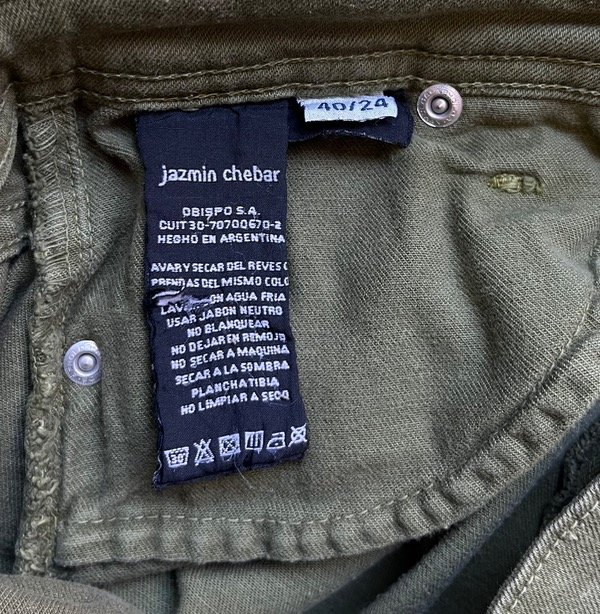 40/24
jazmin chebar
OBISPO S.A.
CUIT 30-70700670-2
HECHO EN ARGENTINA
AVAR Y SECAR DEL REVES C
PRENDAS DEL MISMO COLO
CON AGUA FRIA
USAR JABON NEUTRO
NO BLANQUEAR
NO DEJAR EN REMOJO
NO SECAR A MAQUINA
SECAR A LA SOMBRA
PLANCHA TIBIA
NO LIMPIAR A SECO
30°